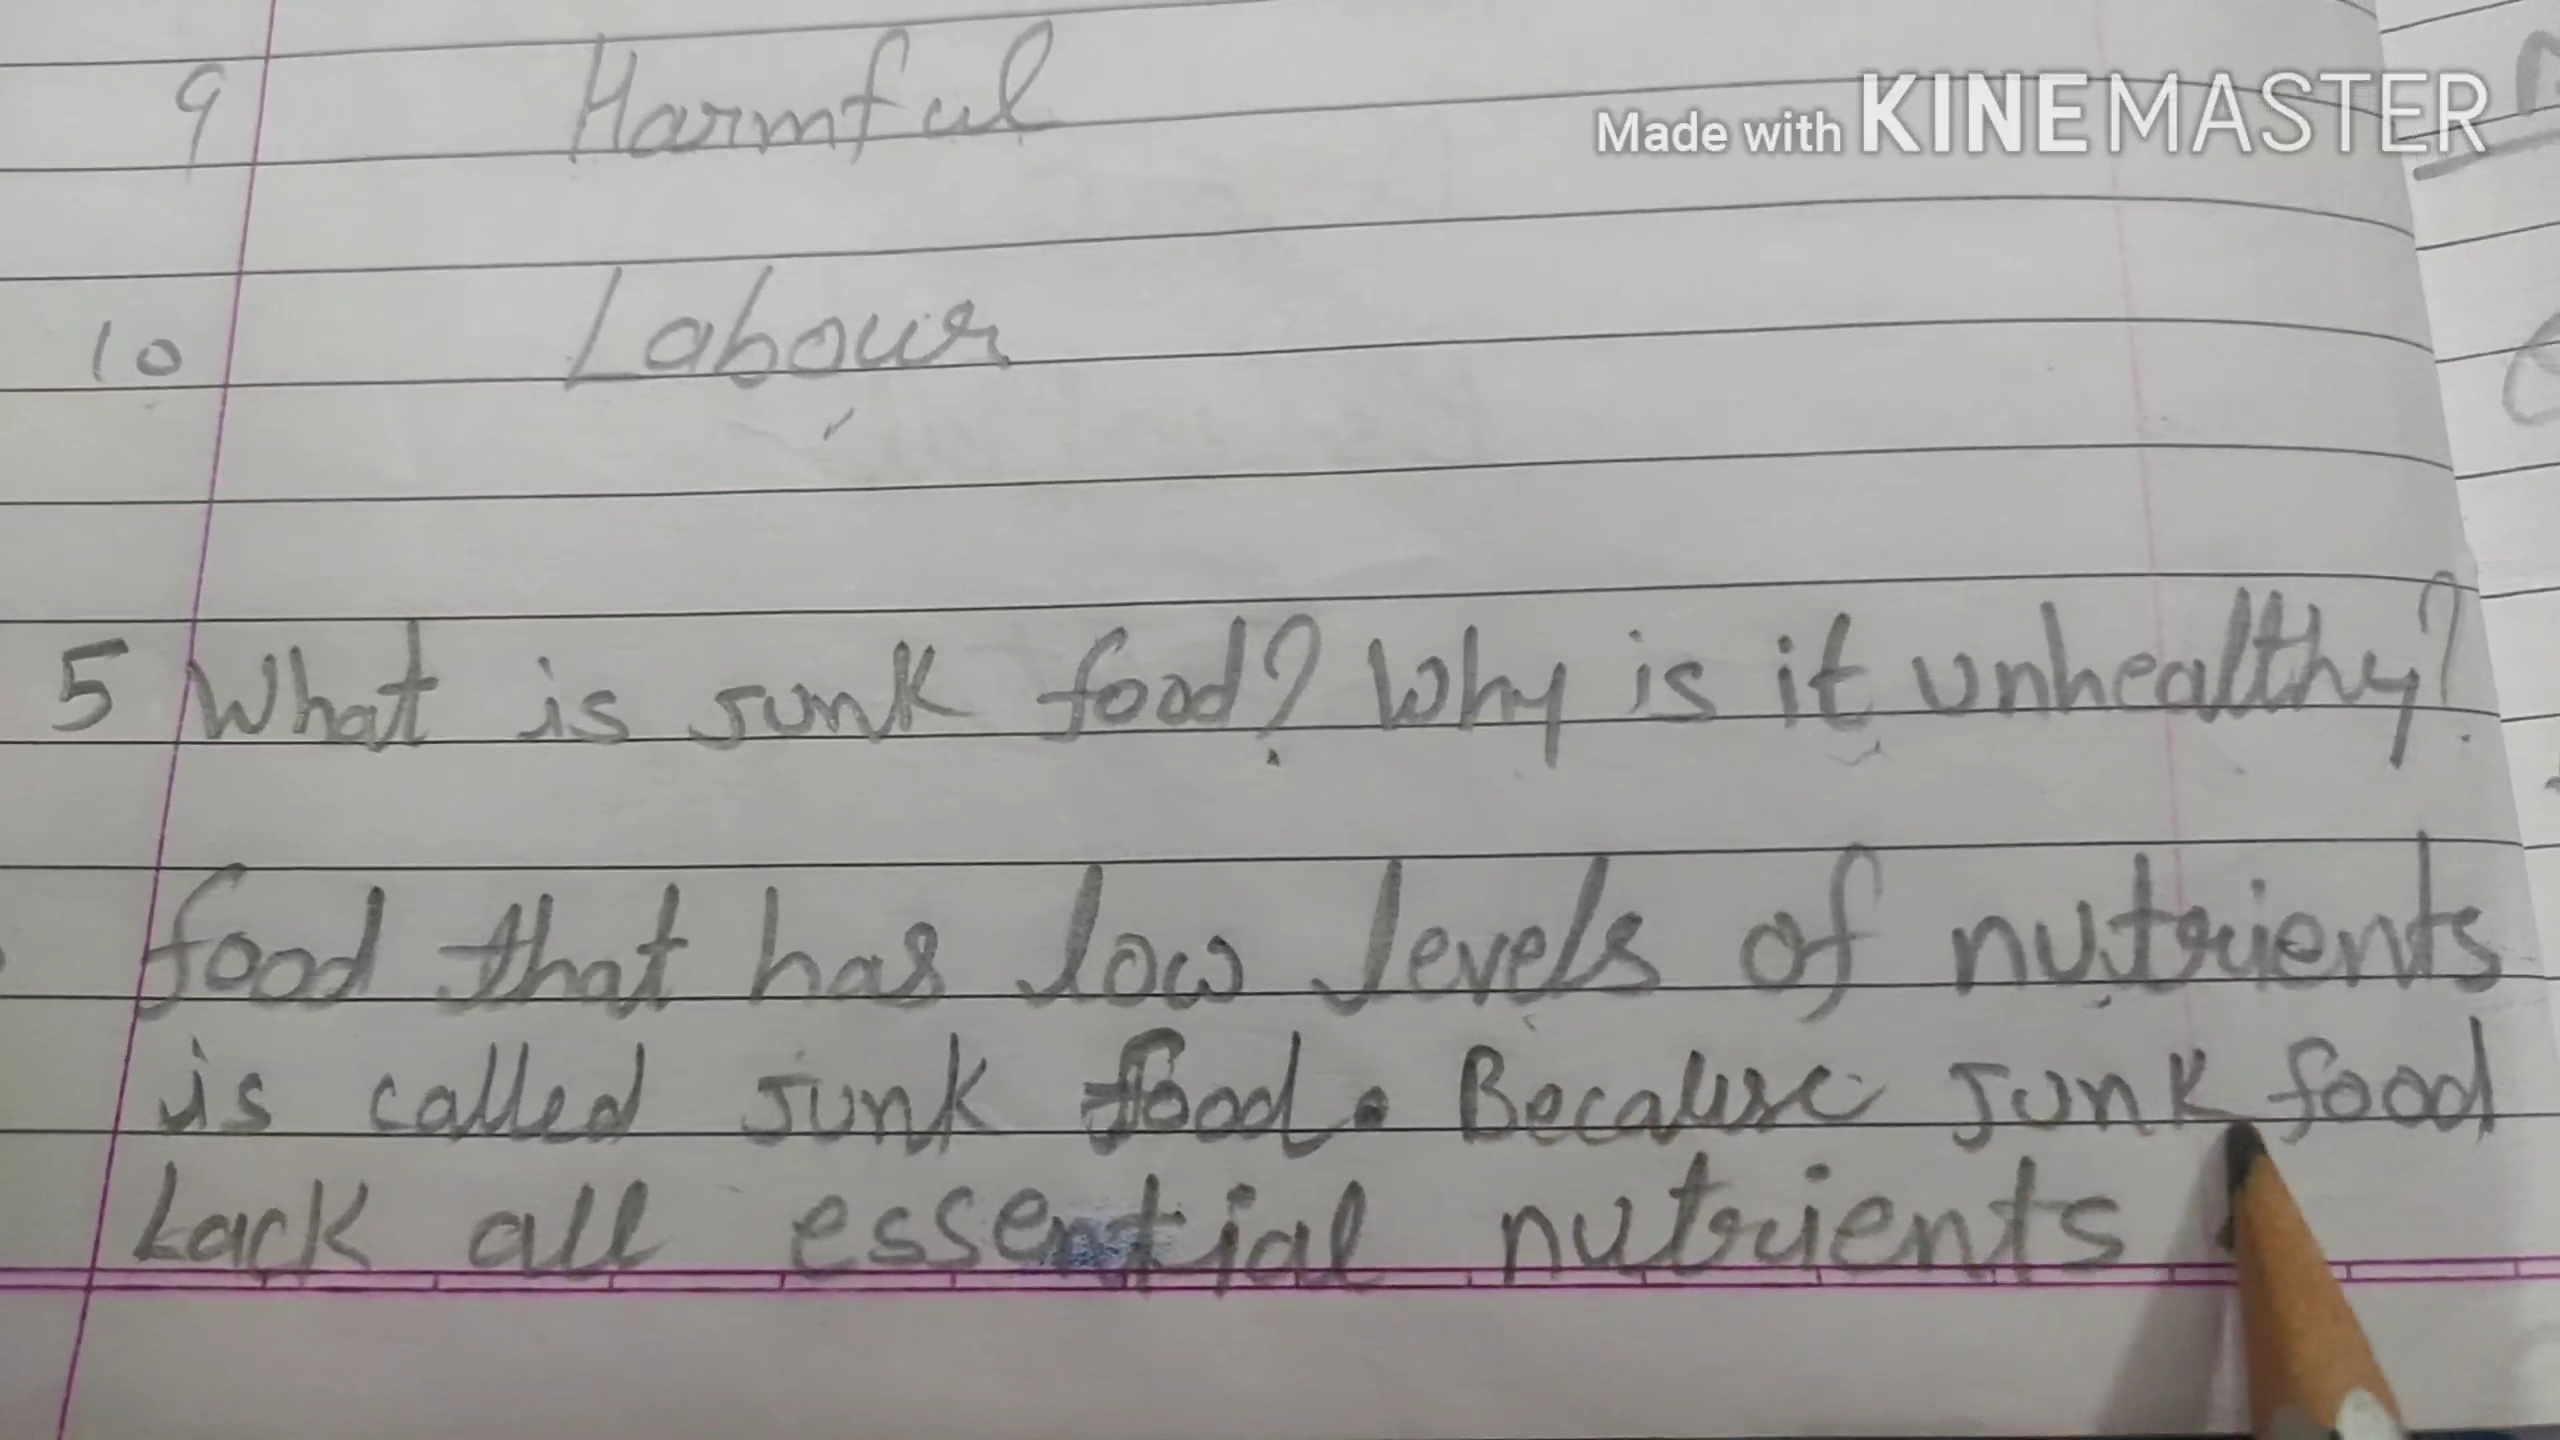 9 Harmful
Made with KINEMASTER
10 Labour
5 What is junk food? Why is it unhealthy?
food that has low levels of nutrients
is called junk food. Because junk food
Lack all essential nutrients.